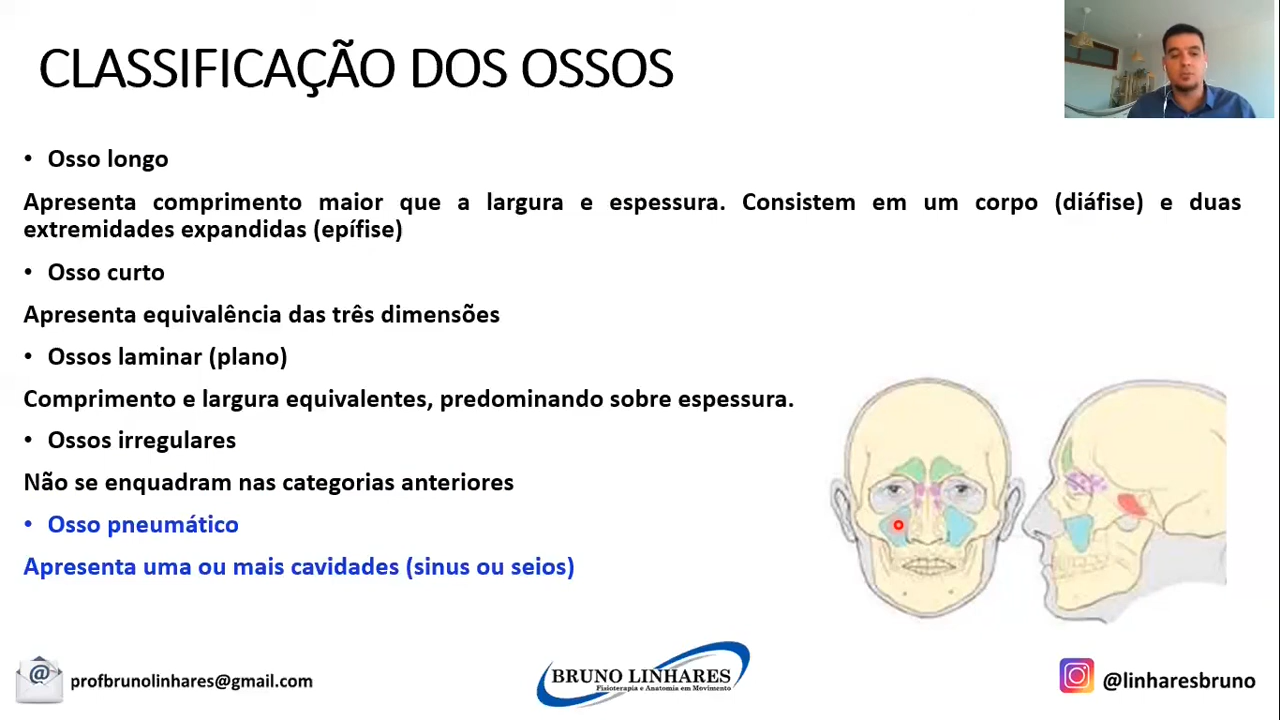 CLASSIFICAÇÃO DOS OSSOS
• Osso longo
Apresenta comprimento maior que a largura e espessura. Consistem em um corpo (diáfise) e duas
extremidades expandidas (epífise)
• Osso curto
Apresenta equivalência das três dimensões
• Ossos laminar (plano)
Comprimento e largura equivalentes, predominando sobre espessura.
• Ossos irregulares
Não se enquadram nas categorias anteriores
• Osso pneumático
Apresenta uma ou mais cavidades (sinus ou seios)
@
profbrunolinhares@gmail.com
BRUNO LINHARES
Fisioterapia e Anatomia em Movimento
@linharesbruno